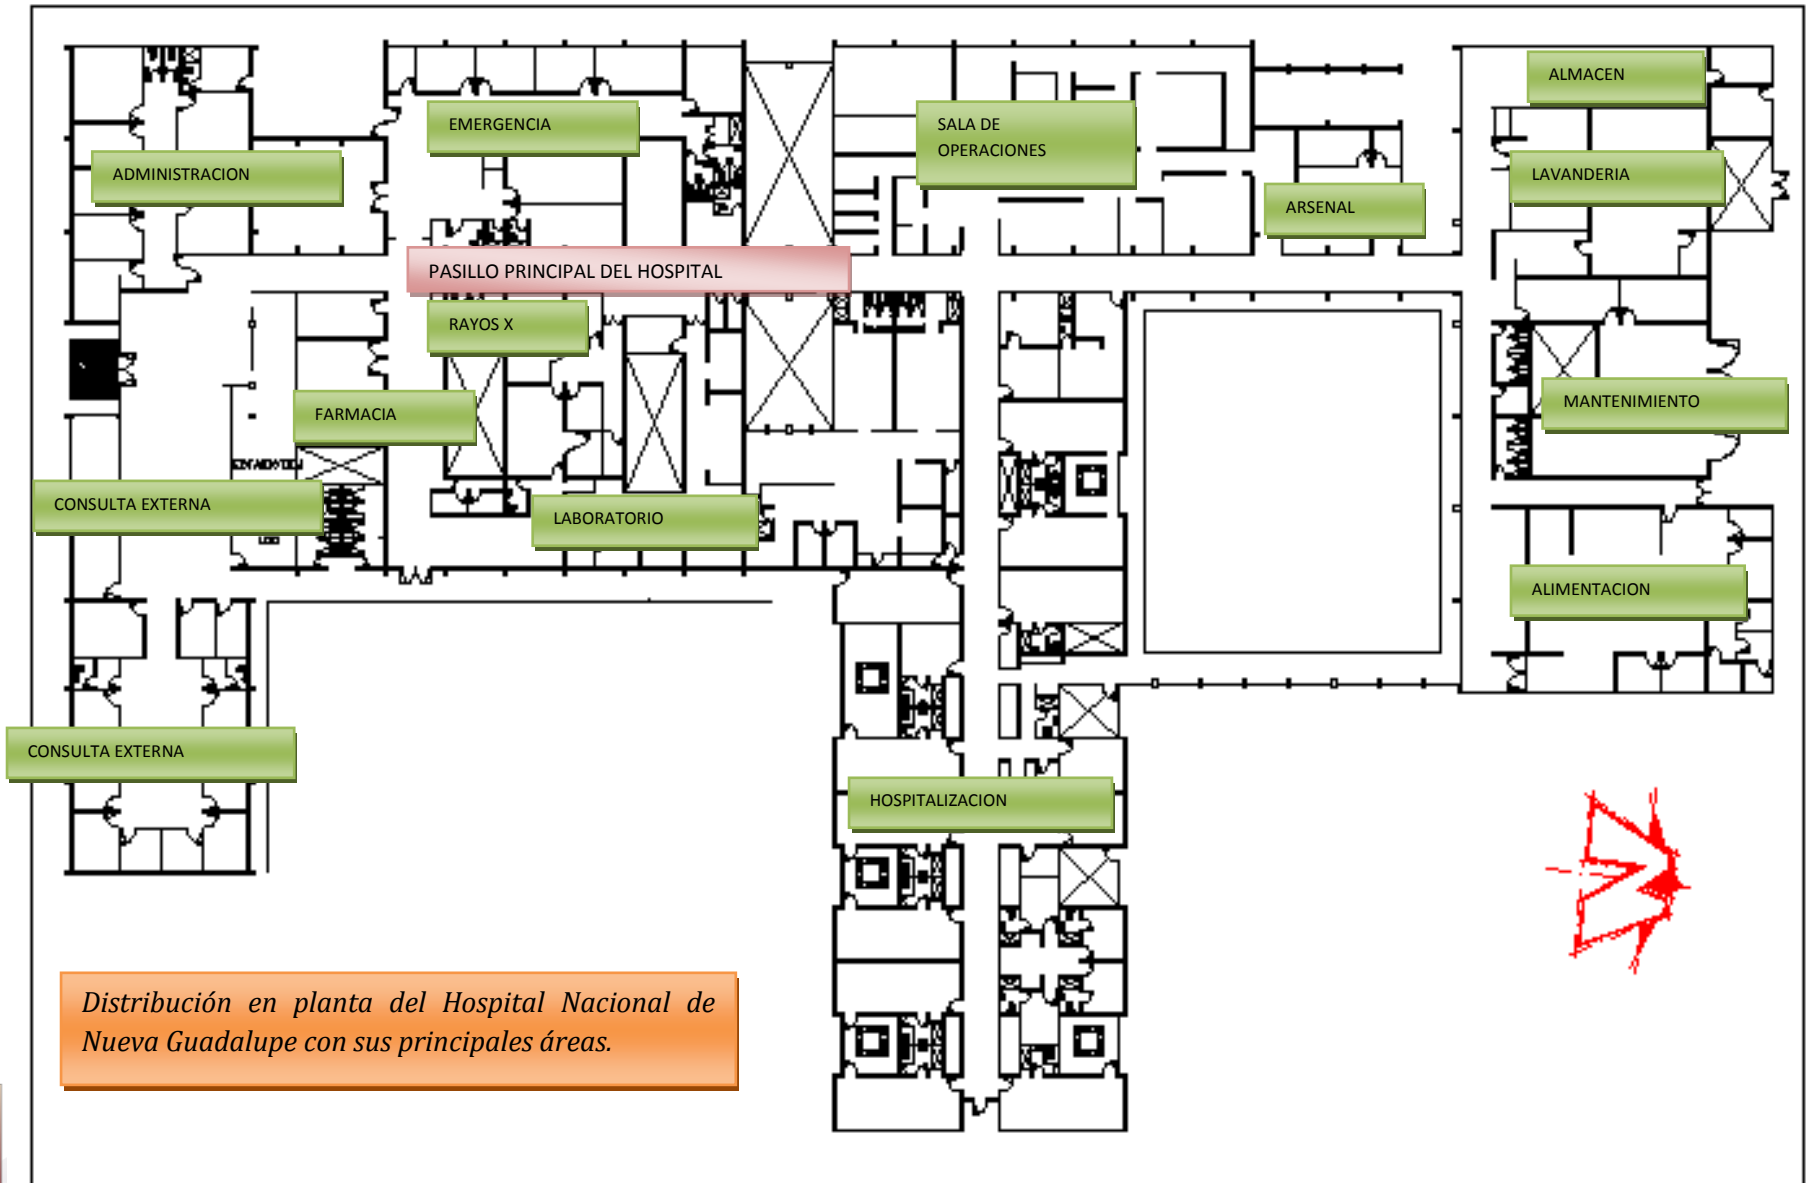 ALMACEN
EMERGENCIA
SALA DE
OPERACIONES
ADMINISTRACION
LAVANDERIA
ARSENAL
PASILLO PRINCIPAL DEL HOSPITAL
RAYOS X
FARMACIA
MANTENIMIENTO
CONSULTA EXTERNA
LABORATORIO
ALIMENTACION
CONSULTA EXTERNA
HOSPITALIZACION
Distribución en planta del Hospital Nacional de
Nueva Guadalupe con sus principales áreas.